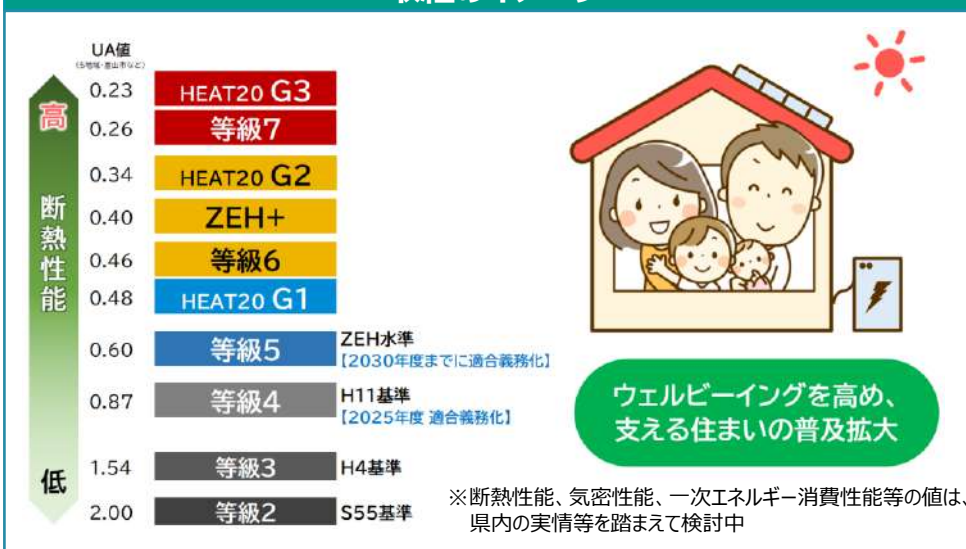 UA値
(5地域・富山市など)
高
断熱性能
低
0.23 HEAT20 G3
0.26 等級7
0.34 HEAT20 G2
0.40 ZEH+
0.46 等級6
0.48 HEAT20 G1
0.60 等級5 ZEH水準
【2030年度までに適合義務化】
0.87 等級4 H11基準
【2025年度 適合義務化】
1.54 等級3 H4基準
2.00 等級2 S55基準
ウェルビーイングを高め、
支える住まいの普及拡大
※断熱性能、気密性能、一次エネルギー消費性能等の値は、
県内の実情等を踏まえて検討中